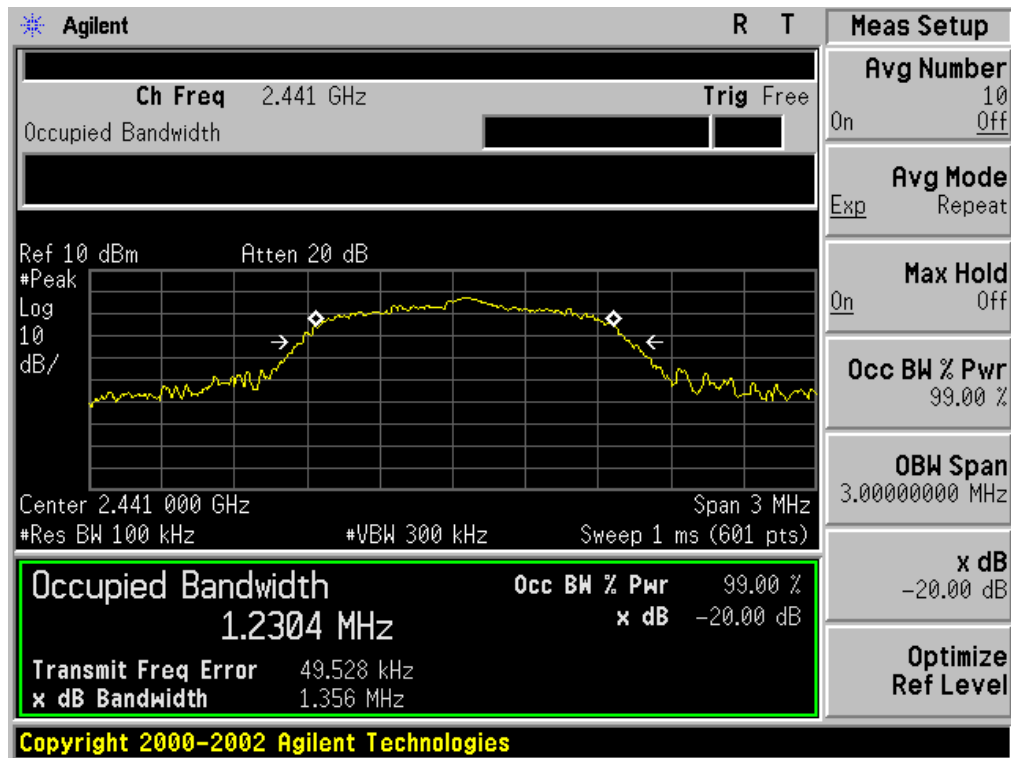 Agilent R T
Ch Freq 2.441 GHz Trig Free
Occupied Bandwidth
Ref 10 dBm Atten 20 dB
#Peak
Log
10
dB/
Center 2.441 000 GHz Span 3 MHz
#Res BW 100 kHz #VBW 300 kHz Sweep 1 ms (601 pts)
Occupied Bandwidth Occ BW % Pwr 99.00 %
1.2304 MHz x dB -20.00 dB
Transmit Freq Error 49.528 kHz
x dB Bandwidth 1.356 MHz
Copyright 2000-2002 Agilent Technologies
Meas Setup
Avg Number
10
On Off
Avg Mode
Exp Repeat
Max Hold
On Off
Occ BW % Pwr
99.00 %
OBW Span
3.00000000 MHz
x dB
-20.00 dB
Optimize
Ref Level